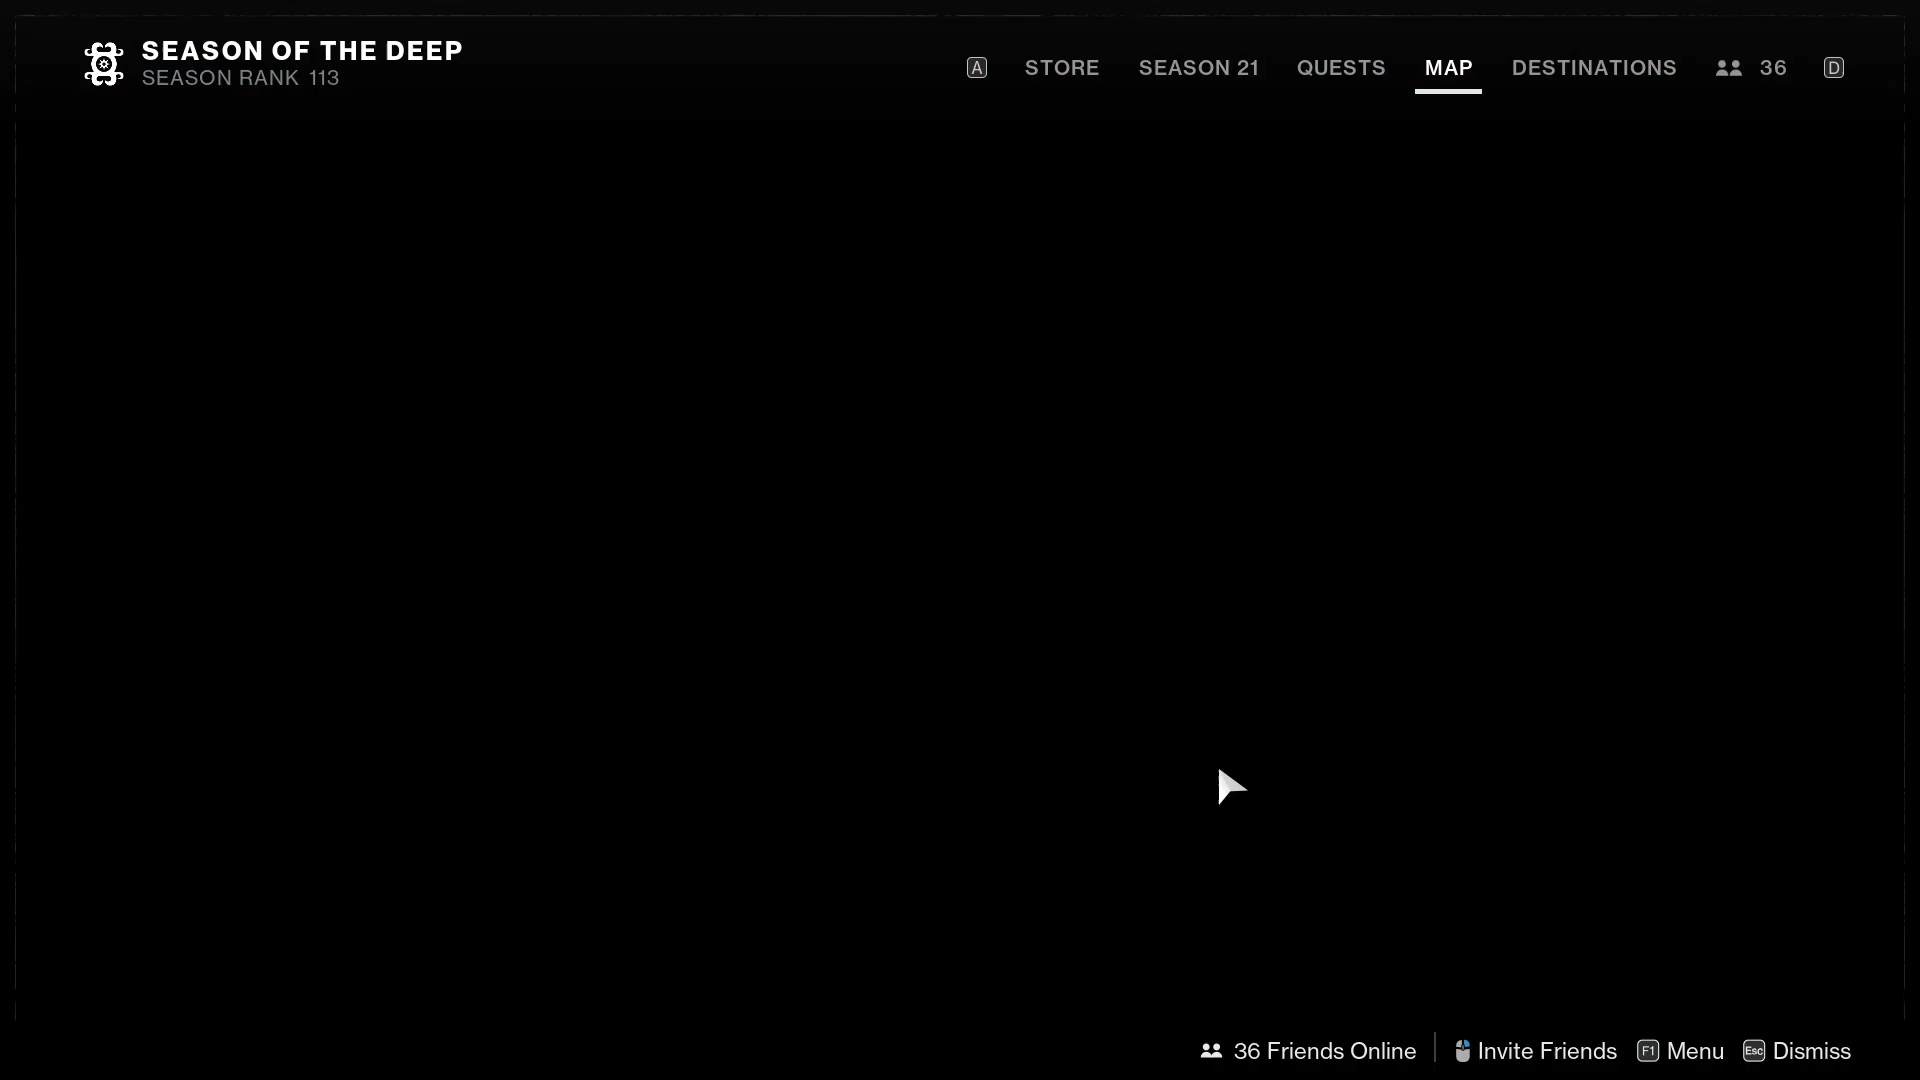 SEASON OF THE DEEP
SEASON RANK 113
A STORE SEASON 21 QUESTS MAP DESTINATIONS 36 D
36 Friends Online Invite Friends F1 Menu Esc Dismiss